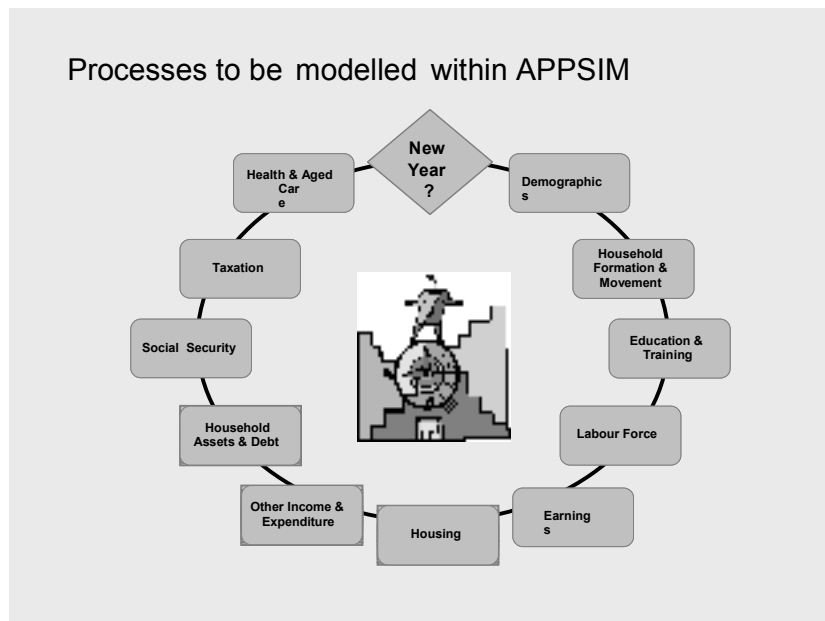 Processes to be modelled within APPSIM
New
Year
?
Demographic
s
Household
Formation &
Movement
Education &
Training
Labour Force
Earning
s
Housing
Other Income &
Expenditure
Household
Assets & Debt
Social Security
Taxation
Health & Aged
Car
e